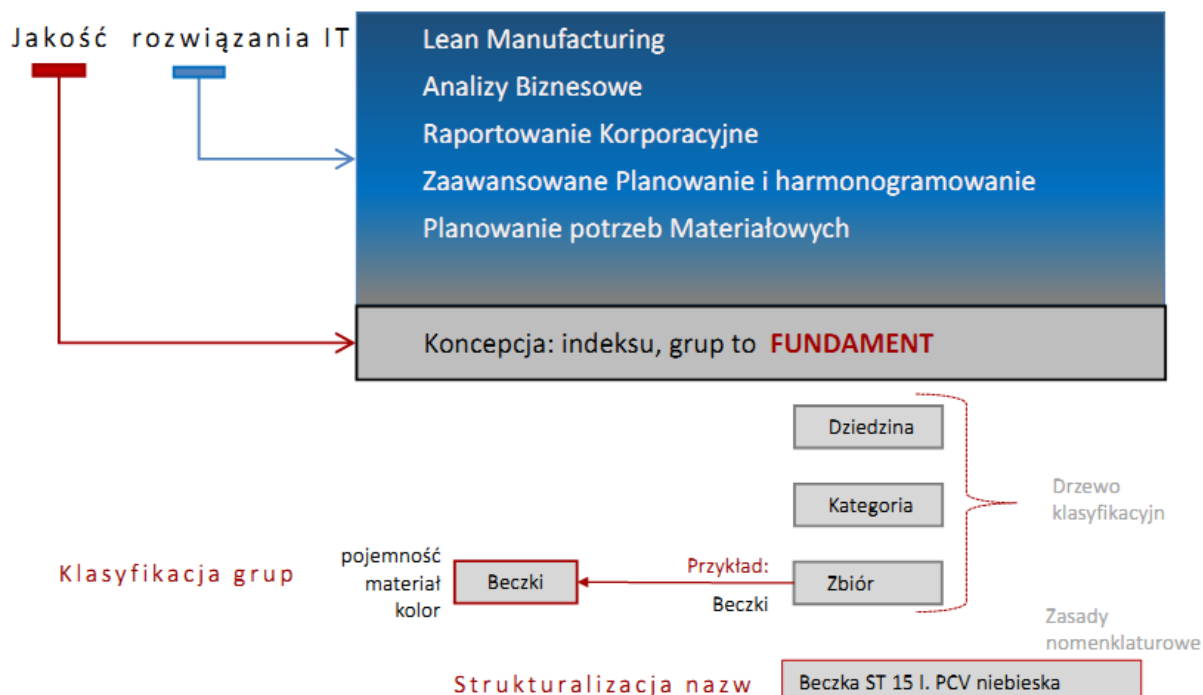 Jakość rozwiązania IT
Lean Manufacturing
Analizy Biznesowe
Raportowanie Korporacyjne
Zaawansowane Planowanie i harmonogramowanie
Planowanie potrzeb Materiałowych
Koncepcja: indeksu, grup to FUNDAMENT
Dziedzina
Kategoria
Drzewo
klasyfikacyjn
Klasyfikacja grup
pojemność
materiał
kolor
Beczki
Przykład:
Beczki
Zbiór
Zasady
nomenklaturowe
Strukturalizacja nazw
Beczka ST 15 l. PCV niebieska